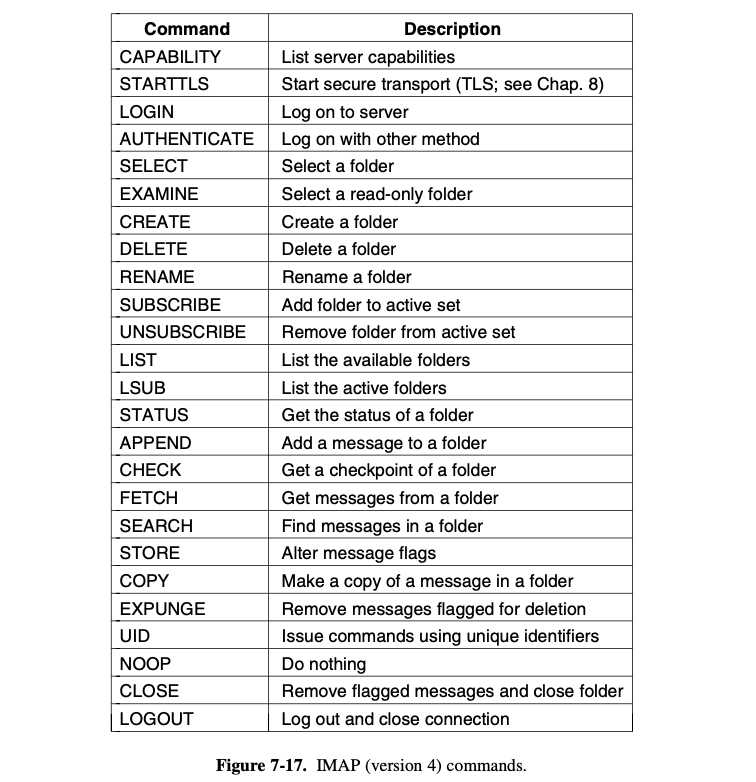 Command Description
CAPABILITY List server capabilities
STARTTLS Start secure transport (TLS; see Chap. 8)
LOGIN Log on to server
AUTHENTICATE Log on with other method
SELECT Select a folder
EXAMINE Select a read-only folder
CREATE Create a folder
DELETE Delete a folder
RENAME Rename a folder
SUBSCRIBE Add folder to active set
UNSUBSCRIBE Remove folder from active set
LIST List the available folders
LSUB List the active folders
STATUS Get the status of a folder
APPEND Add a message to a folder
CHECK Get a checkpoint of a folder
FETCH Get messages from a folder
SEARCH Find messages in a folder
STORE Alter message flags
COPY Make a copy of a message in a folder
EXPUNGE Remove messages flagged for deletion
UID Issue commands using unique identifiers
NOOP Do nothing
CLOSE Remove flagged messages and close folder
LOGOUT Log out and close connection
Figure 7-17. IMAP (version 4) commands.